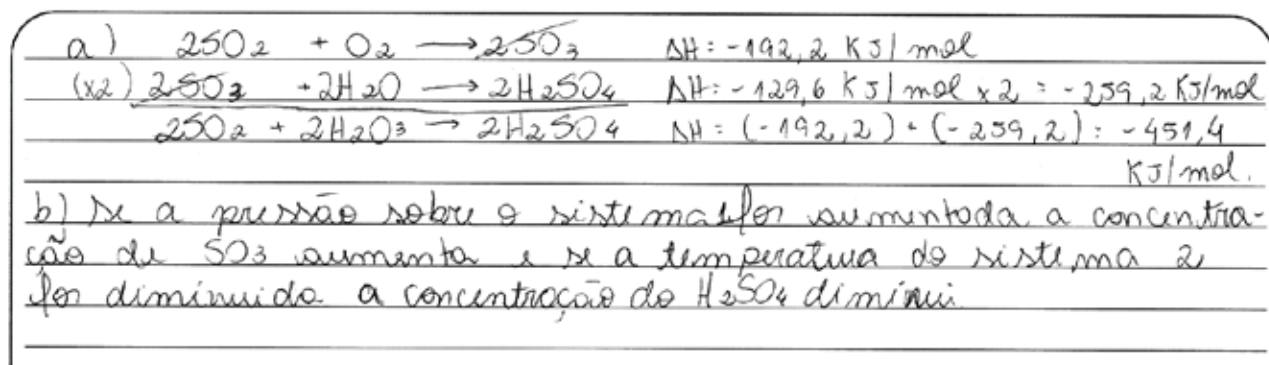 a) 2SO2 + O2 → 2SO3 ΔH: -192,2 KJ/mol
(x2) 2SO3 + 2H2O → 2H2SO4 ΔH: -129,6 KJ/mol x 2 = -259,2 KJ/mol
2SO2 + 2H2O3 → 2H2SO4 ΔH = (-192,2) + (-259,2): -451,4
KJ/mol.
b) Se a pressão sobre o sistema 1 for aumentada a concentra-
ção de SO3 aumenta e se a temperatura do sistema 2
for diminuida a concentração do H2SO4 diminui.